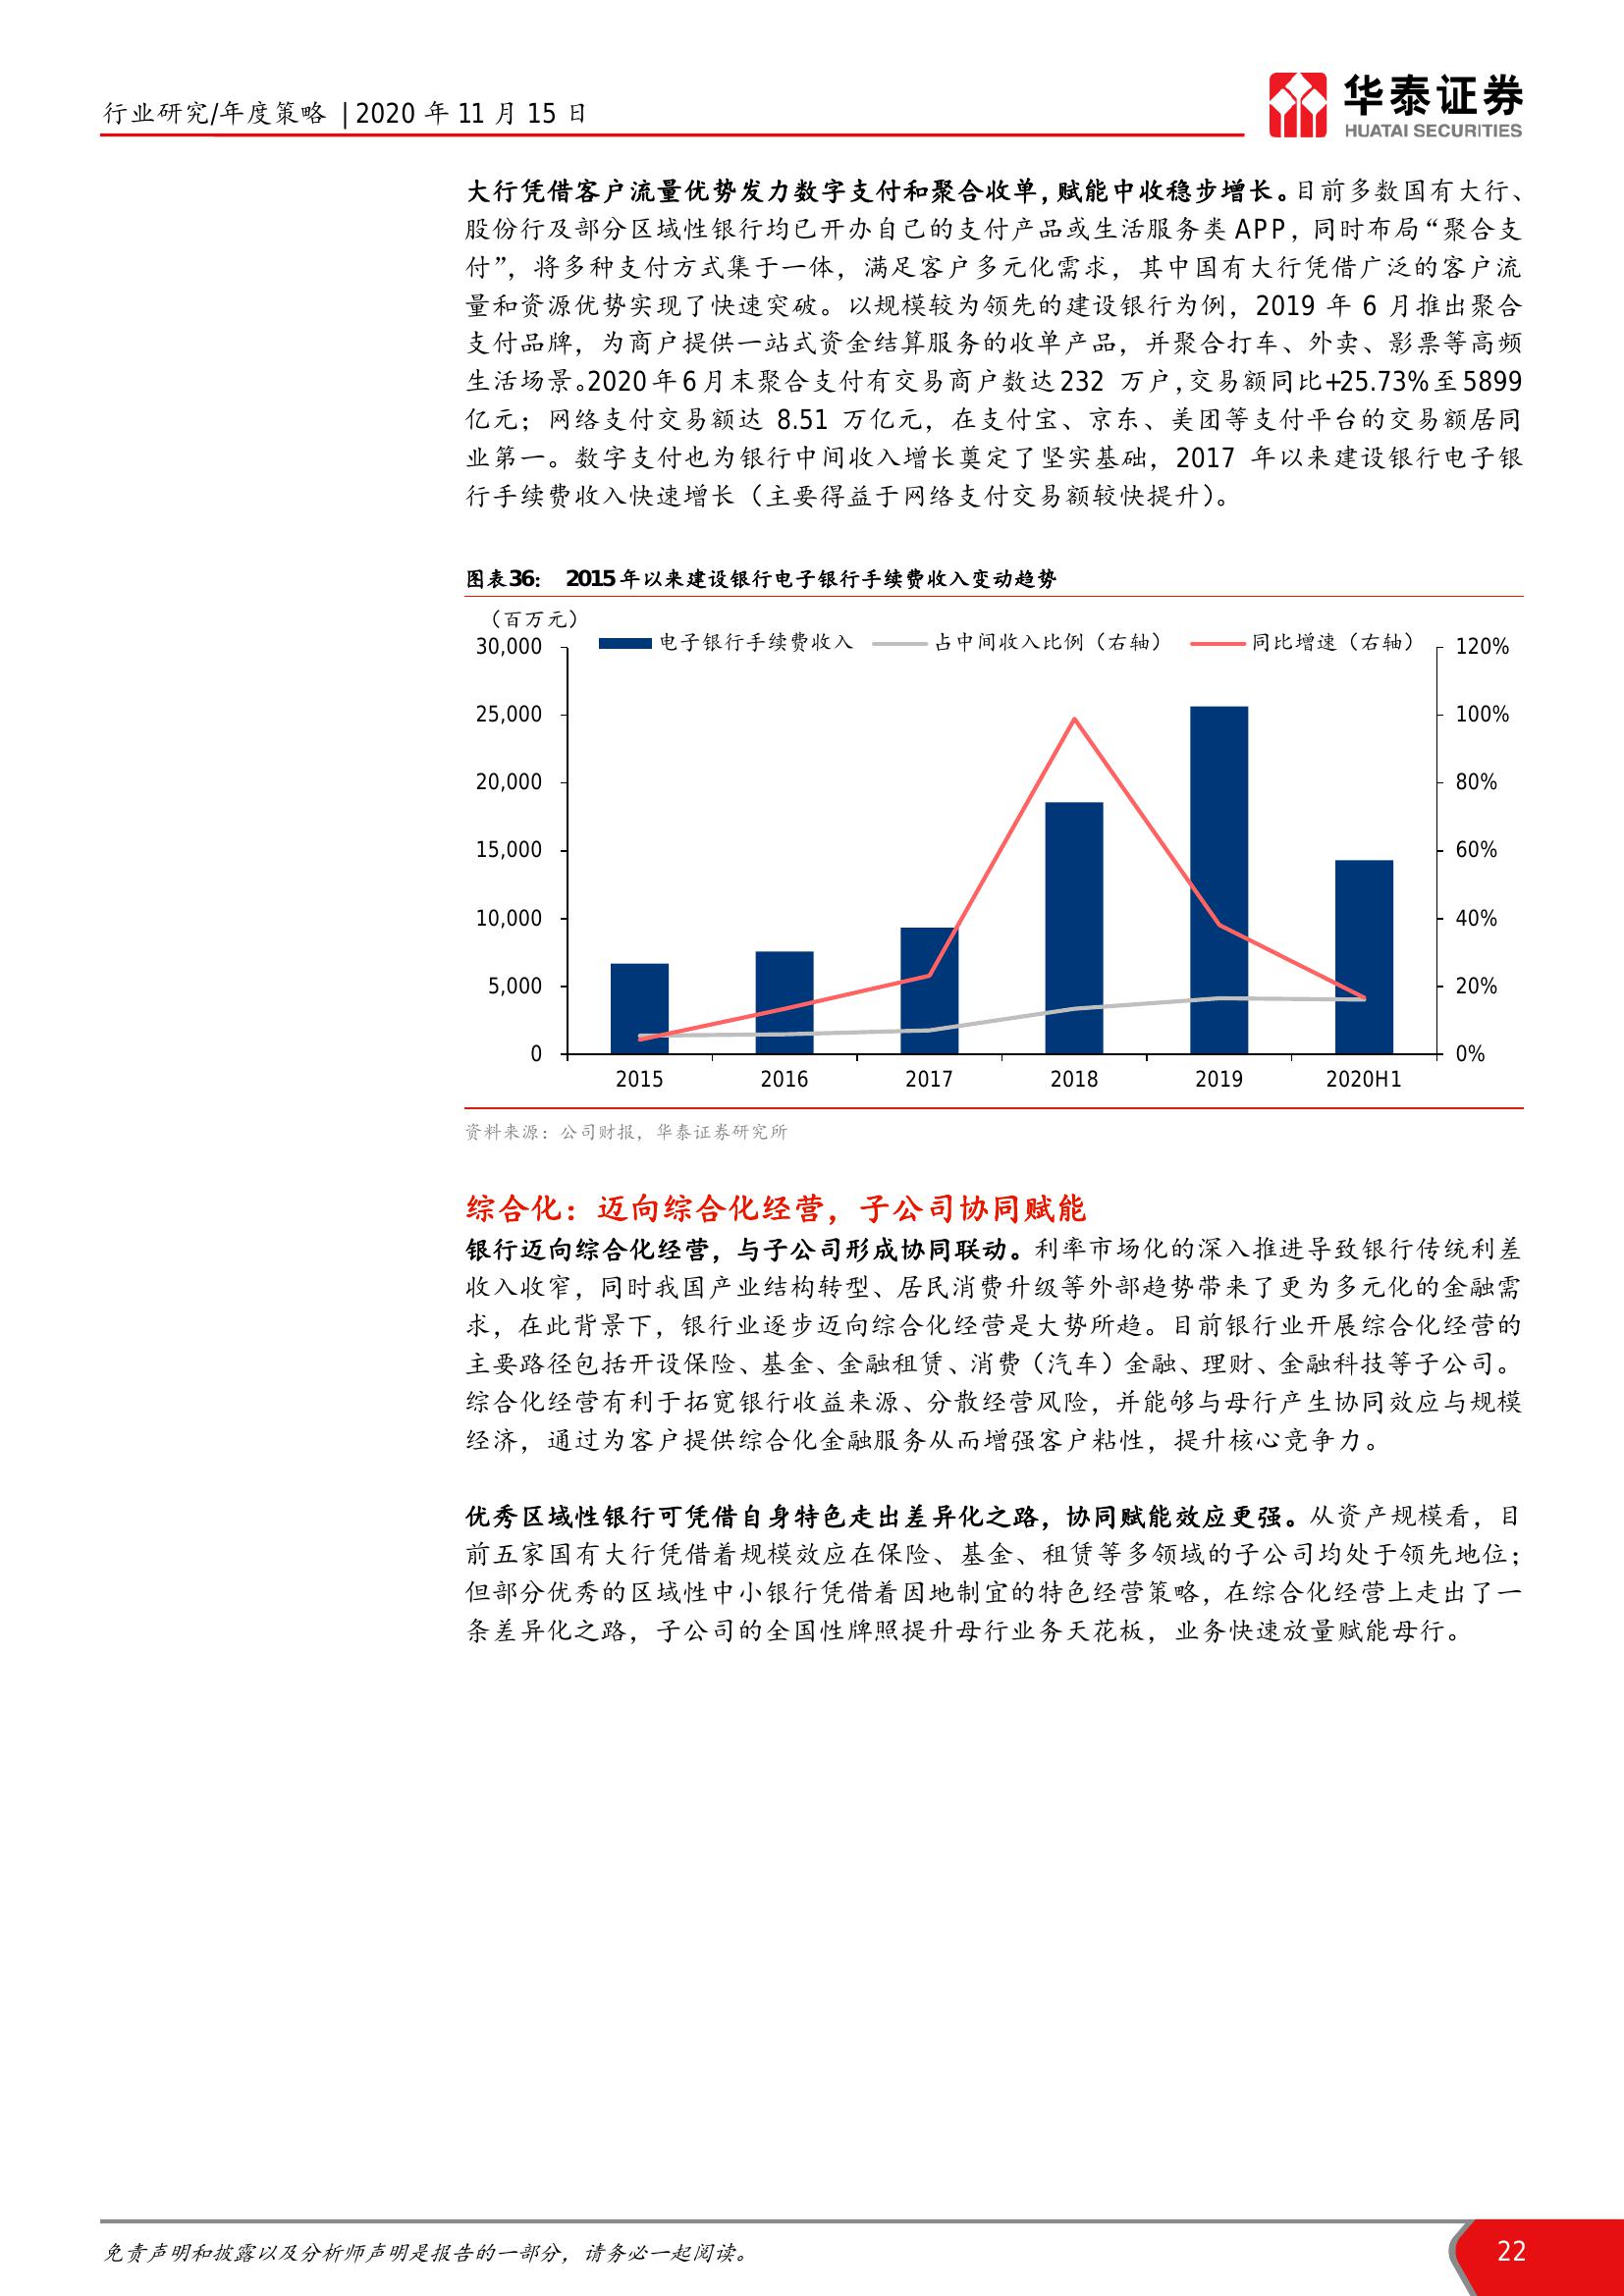 行业研究/年度策略 | 2020 年 11 月 15 日
华泰证券
HUATAI SECURITIES
大行凭借客户流量优势发力数字支付和聚合收单，赋能中收稳步增长。目前多数国有大行、
股份行及部分区域性银行均已开办自己的支付产品或生活服务类 APP，同时布局“聚合支
付”，将多种支付方式集于一体，满足客户多元化需求，其中国有大行凭借广泛的客户流
量和资源优势实现了快速突破。以规模较为领先的建设银行为例，2019 年 6 月推出聚合
支付品牌，为商户提供一站式资金结算服务的收单产品，并聚合打车、外卖、影票等高频
生活场景。2020 年 6 月末聚合支付有交易商户数达 232 万户，交易额同比+25.73%至 5899
亿元；网络支付交易额达 8.51 万亿元，在支付宝、京东、美团等支付平台的交易额居同
业第一。数字支付也为银行中间收入增长奠定了坚实基础，2017 年以来建设银行电子银
行手续费收入快速增长（主要得益于网络支付交易额较快提升）。
图表36： 2015 年以来建设银行电子银行手续费收入变动趋势
（百万元）
电子银行手续费收入 占中间收入比例（右轴） 同比增速（右轴）
30,000 120%
25,000 100%
20,000 80%
15,000 60%
10,000 40%
5,000 20%
0 0%
2015 2016 2017 2018 2019 2020H1
资料来源：公司财报，华泰证券研究所
综合化：迈向综合化经营，子公司协同赋能
银行迈向综合化经营，与子公司形成协同联动。利率市场化的深入推进导致银行传统利差
收入收窄，同时我国产业结构转型、居民消费升级等外部趋势带来了更为多元化的金融需
求，在此背景下，银行业逐步迈向综合化经营是大势所趋。目前银行业开展综合化经营的
主要路径包括开设保险、基金、金融租赁、消费（汽车）金融、理财、金融科技等子公司。
综合化经营有利于拓宽银行收益来源、分散经营风险，并能够与母行产生协同效应与规模
经济，通过为客户提供综合化金融服务从而增强客户粘性，提升核心竞争力。
优秀区域性银行可凭借自身特色走出差异化之路，协同赋能效应更强。从资产规模看，目
前五家国有大行凭借着规模效应在保险、基金、租赁等多领域的子公司均处于领先地位；
但部分优秀的区域性中小银行凭借着因地制宜的特色经营策略，在综合化经营上走出了一
条差异化之路，子公司的全国性牌照提升母行业务天花板，业务快速放量赋能母行。
免责声明和披露以及分析师声明是报告的一部分，请务必一起阅读。
22